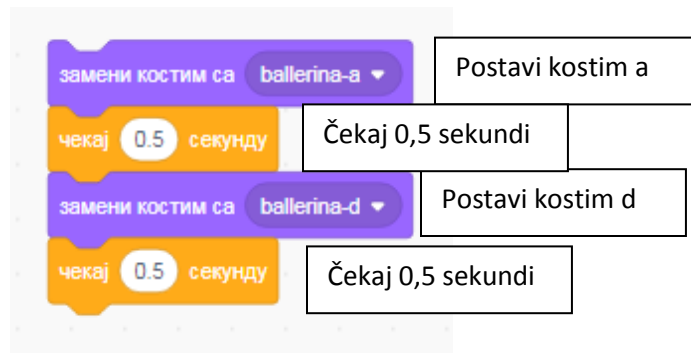 замени костим са ballerina-a
Postavi kostim a
чекај 0.5 секунду
Čekaj 0,5 sekundi
замени костим са ballerina-d
Postavi kostim d
чекај 0.5 секунду
Čekaj 0,5 sekundi